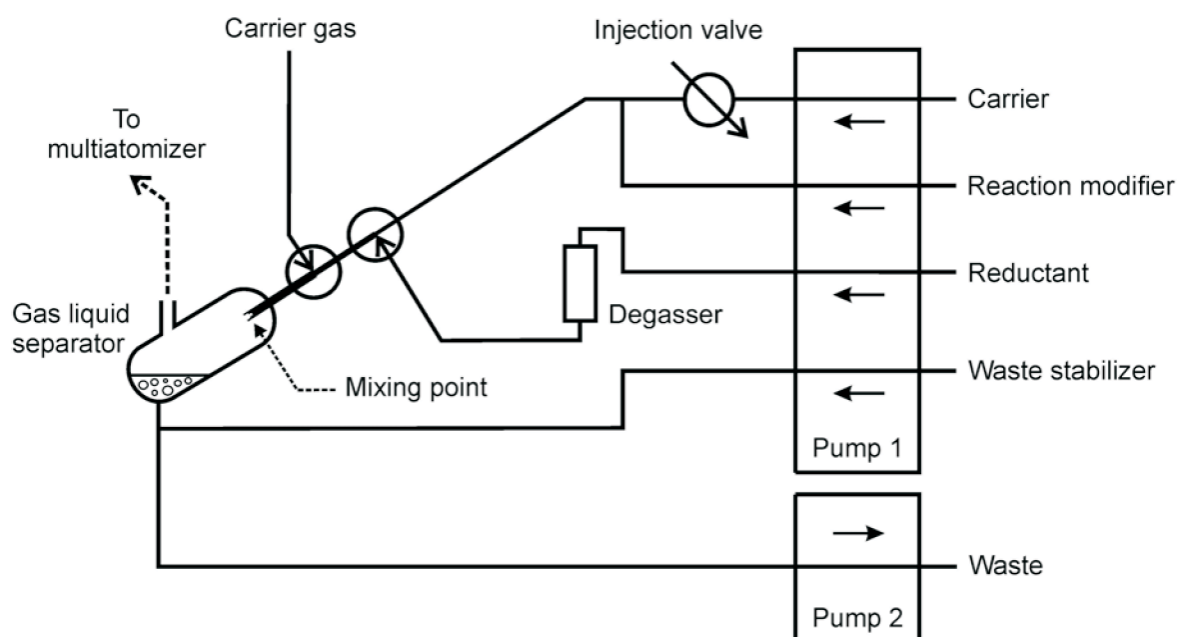 Carrier gas
Injection valve
Carrier
To
multiatomizer
Reaction modifier
Reductant
Gas liquid
separator
Degasser
Waste stabilizer
Mixing point
Pump 1
Waste
Pump 2